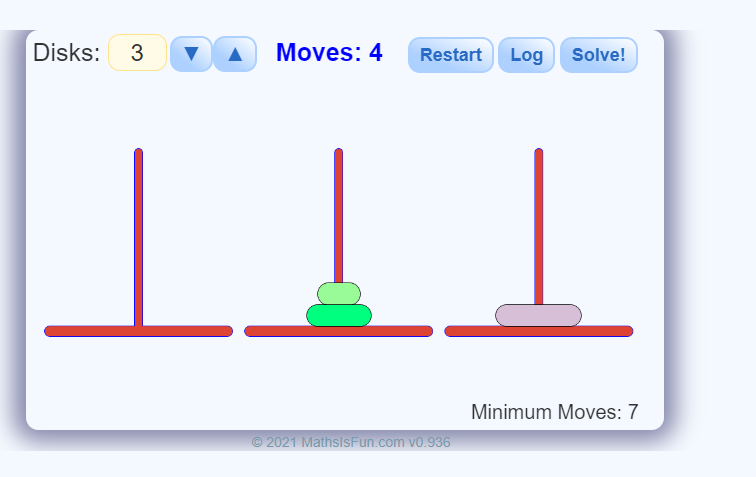 Disks: 3 ▼ ▲ Moves: 4 Restart Log Solve!
Minimum Moves: 7
© 2021 MathsIsFun.com v0.936